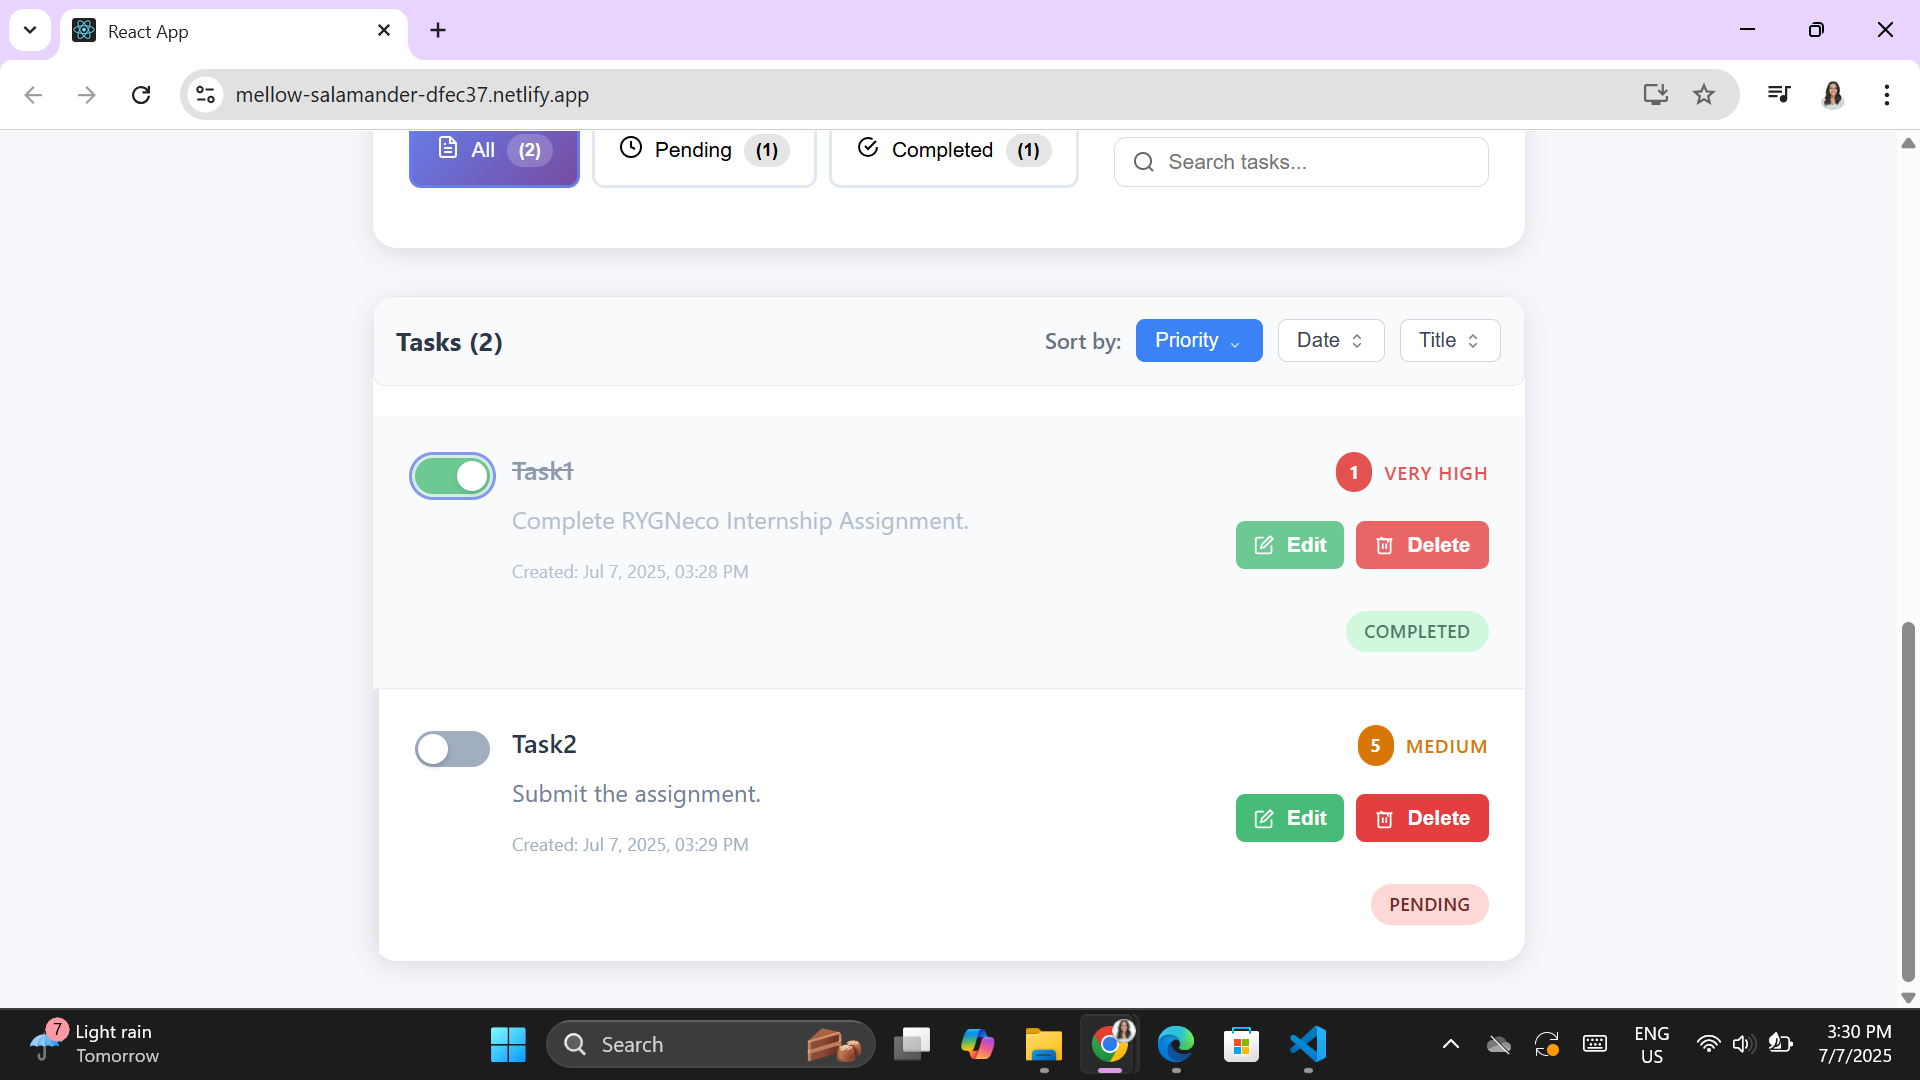 React App
mellow-salamander-dfec37.netlify.app
All (2)
Pending (1)
Completed (1)
Search tasks...
Tasks (2)
Sort by:
Priority
Date
Title
Task1
1 VERY HIGH
Complete RYGNeco Internship Assignment.
Edit
Delete
Created: Jul 7, 2025, 03:28 PM
COMPLETED
Task2
5 MEDIUM
Submit the assignment.
Edit
Delete
Created: Jul 7, 2025, 03:29 PM
PENDING
7
Light rain
Tomorrow
Search
ENG
US
3:30 PM
7/7/2025